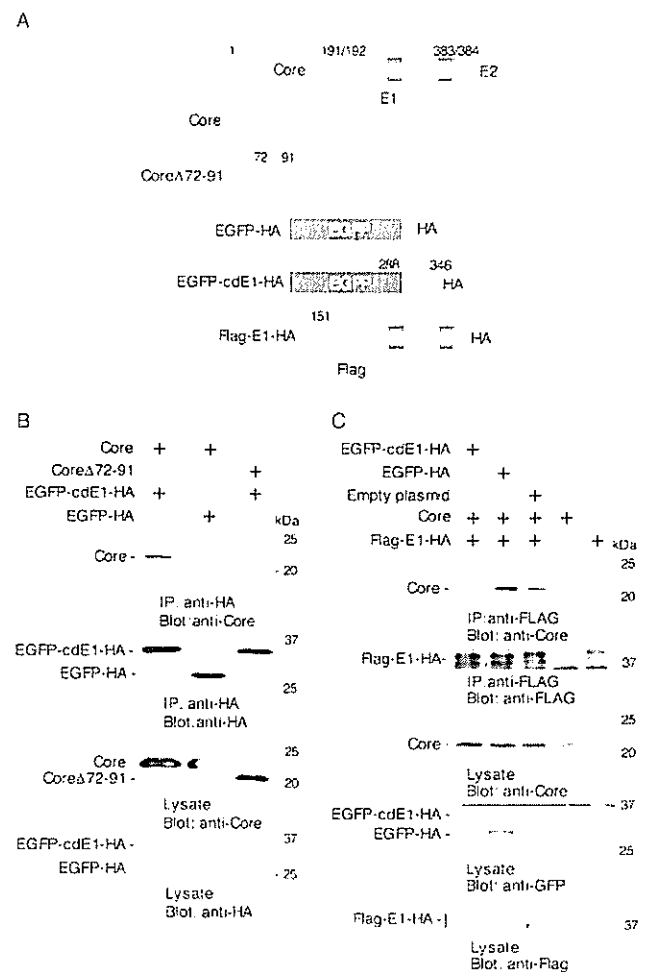 A
1 191/192 383/384
Core E2
E1
Core
72 91
CoreΔ72-91
EGFP-HA HA
288 346
EGFP-cdE1-HA EGFP HA
151
Flag-E1-HA HA
Flag
B
Core + +
CoreΔ72-91 +
EGFP-cdE1-HA + +
EGFP-HA + kDa
25
Core -
- 20
IP: anti-HA
Blot: anti-Core
EGFP-cdE1-HA - 37
EGFP-HA -
25
IP. anti-HA
Blot. anti-HA
Core 25
CoreΔ72-91 - 20
Lysate
Blot: anti-Core
EGFP-cdE1-HA - 37
EGFP-HA - 25
Lysate
Blot. anti-HA
C
EGFP-cdE1-HA +
EGFP-HA +
Empty plasmid +
Core + + + +
Flag-E1-HA + + + + kDa
25
Core - 20
IP: anti-FLAG
Blot: anti-Core
Flag-E1-HA- 37
IP: anti-FLAG
Blot: anti-FLAG
25
Core - 20
Lysate
Blot: anti-Core
EGFP-cdE1-HA - 37
EGFP-HA -
25
Lysate
Blot: anti-GFP
Flag-E1-HA - 37
Lysate
Blot. anti-Flag